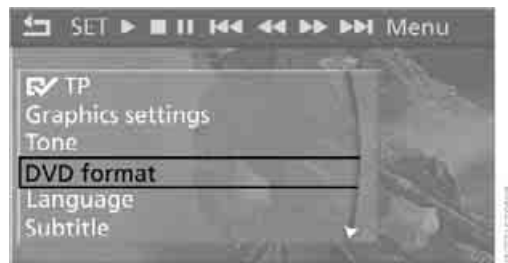 SET Menu
TP
Graphics settings
Tone
DVD format
Language
Subtitle